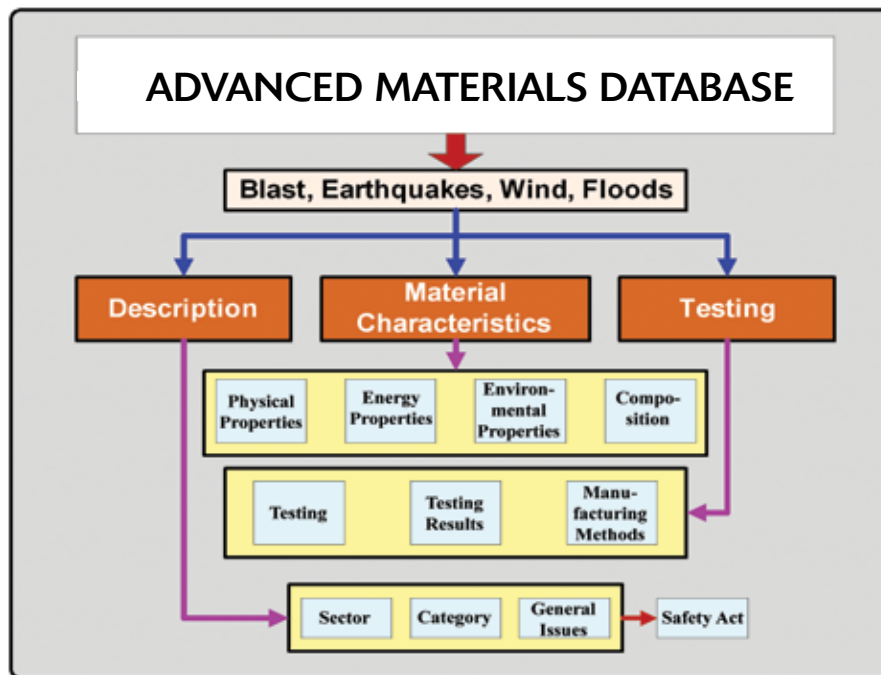 ADVANCED MATERIALS DATABASE
Blast, Earthquakes, Wind, Floods
Description
Material
Characteristics
Testing
Physical
Properties
Energy
Properties
Environ-
mental
Properties
Compo-
sition
Testing
Testing
Results
Manu-
facturing
Methods
Sector
Category
General
Issues
Safety Act